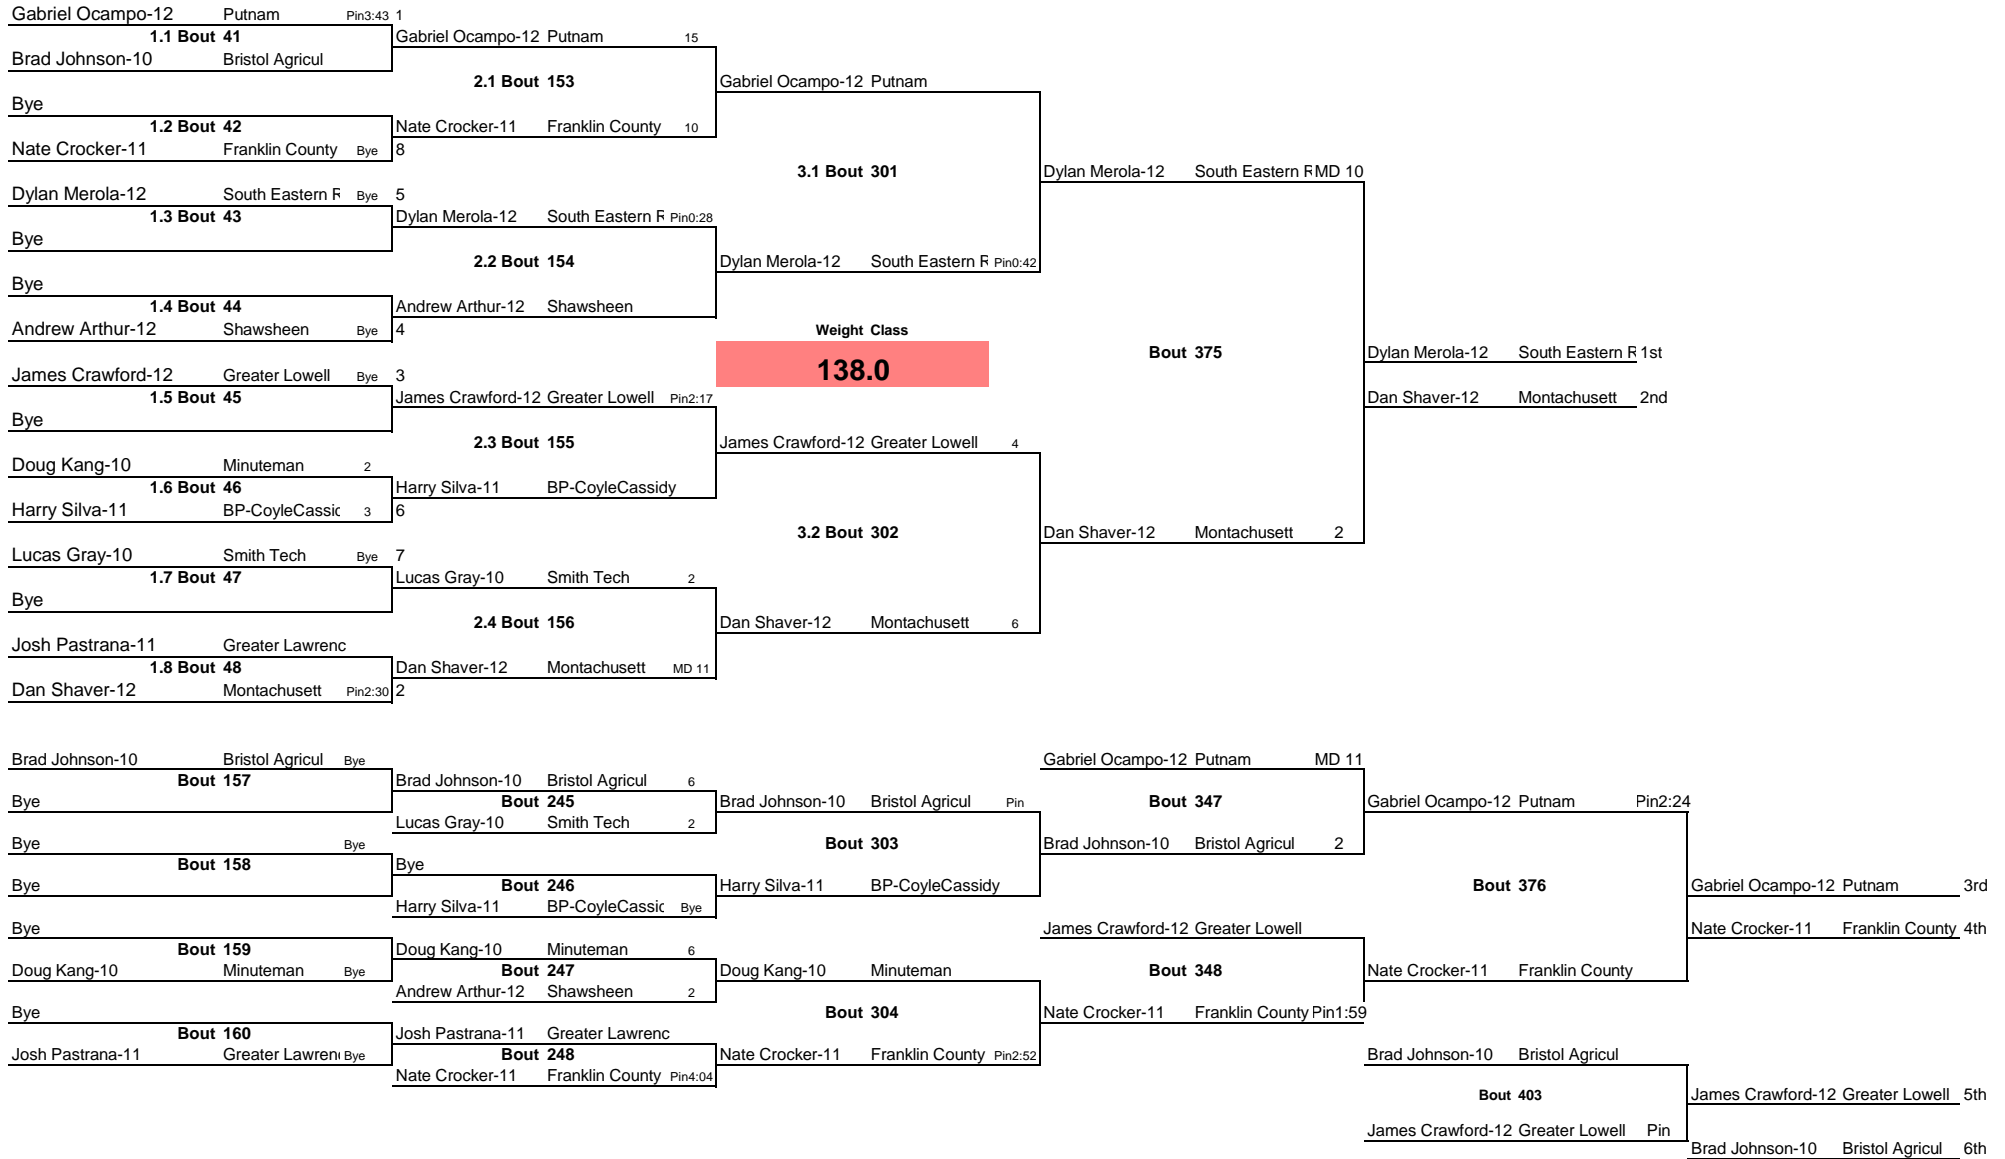 Gabriel Ocampo-12 Putnam Pin3:43 1
1.1 Bout 41 Gabriel Ocampo-12 Putnam 15
Brad Johnson-10 Bristol Agricul
2.1 Bout 153 Gabriel Ocampo-12 Putnam
Bye
1.2 Bout 42 Nate Crocker-11 Franklin County 10
Nate Crocker-11 Franklin County Bye 8
3.1 Bout 301 Dylan Merola-12 South Eastern R MD 10
Dylan Merola-12 South Eastern R Bye 5
1.3 Bout 43 Dylan Merola-12 South Eastern R Pin0:28
Bye
2.2 Bout 154 Dylan Merola-12 South Eastern R Pin0:42
Bye
1.4 Bout 44 Andrew Arthur-12 Shawsheen
Andrew Arthur-12 Shawsheen Bye 4 Weight Class
Bout 375 Dylan Merola-12 South Eastern R 1st
James Crawford-12 Greater Lowell Bye 3 138.0
1.5 Bout 45 James Crawford-12 Greater Lowell Pin2:17 Dan Shaver-12 Montachusett 2nd
Bye
2.3 Bout 155 James Crawford-12 Greater Lowell 4
Doug Kang-10 Minuteman 2
1.6 Bout 46 Harry Silva-11 BP-CoyleCassidy
Harry Silva-11 BP-CoyleCassic 3 6
3.2 Bout 302 Dan Shaver-12 Montachusett 2
Lucas Gray-10 Smith Tech Bye 7
1.7 Bout 47 Lucas Gray-10 Smith Tech 2
Bye
2.4 Bout 156 Dan Shaver-12 Montachusett 6
Josh Pastrana-11 Greater Lawrenc
1.8 Bout 48 Dan Shaver-12 Montachusett MD 11
Dan Shaver-12 Montachusett Pin2:30 2
Brad Johnson-10 Bristol Agricul Bye Gabriel Ocampo-12 Putnam MD 11
Bout 157 Brad Johnson-10 Bristol Agricul 6
Bye Bout 245 Brad Johnson-10 Bristol Agricul Pin Bout 347 Gabriel Ocampo-12 Putnam Pin2:24
Lucas Gray-10 Smith Tech 2
Bye Bye Bout 303 Brad Johnson-10 Bristol Agricul 2
Bout 158 Bye
Bye Bout 246 Harry Silva-11 BP-CoyleCassidy Bout 376 Gabriel Ocampo-12 Putnam 3rd
Harry Silva-11 BP-CoyleCassic Bye
Bye James Crawford-12 Greater Lowell Nate Crocker-11 Franklin County 4th
Bout 159 Doug Kang-10 Minuteman 6
Doug Kang-10 Minuteman Bye Bout 247 Doug Kang-10 Minuteman Bout 348 Nate Crocker-11 Franklin County
Andrew Arthur-12 Shawsheen 2
Bye Bout 304 Nate Crocker-11 Franklin County Pin1:59
Bout 160 Josh Pastrana-11 Greater Lawrenc
Josh Pastrana-11 Greater Lawren Bye Bout 248 Nate Crocker-11 Franklin County Pin2:52 Brad Johnson-10 Bristol Agricul
Nate Crocker-11 Franklin County Pin4:04
Bout 403 James Crawford-12 Greater Lowell 5th
James Crawford-12 Greater Lowell Pin
Brad Johnson-10 Bristol Agricul 6th